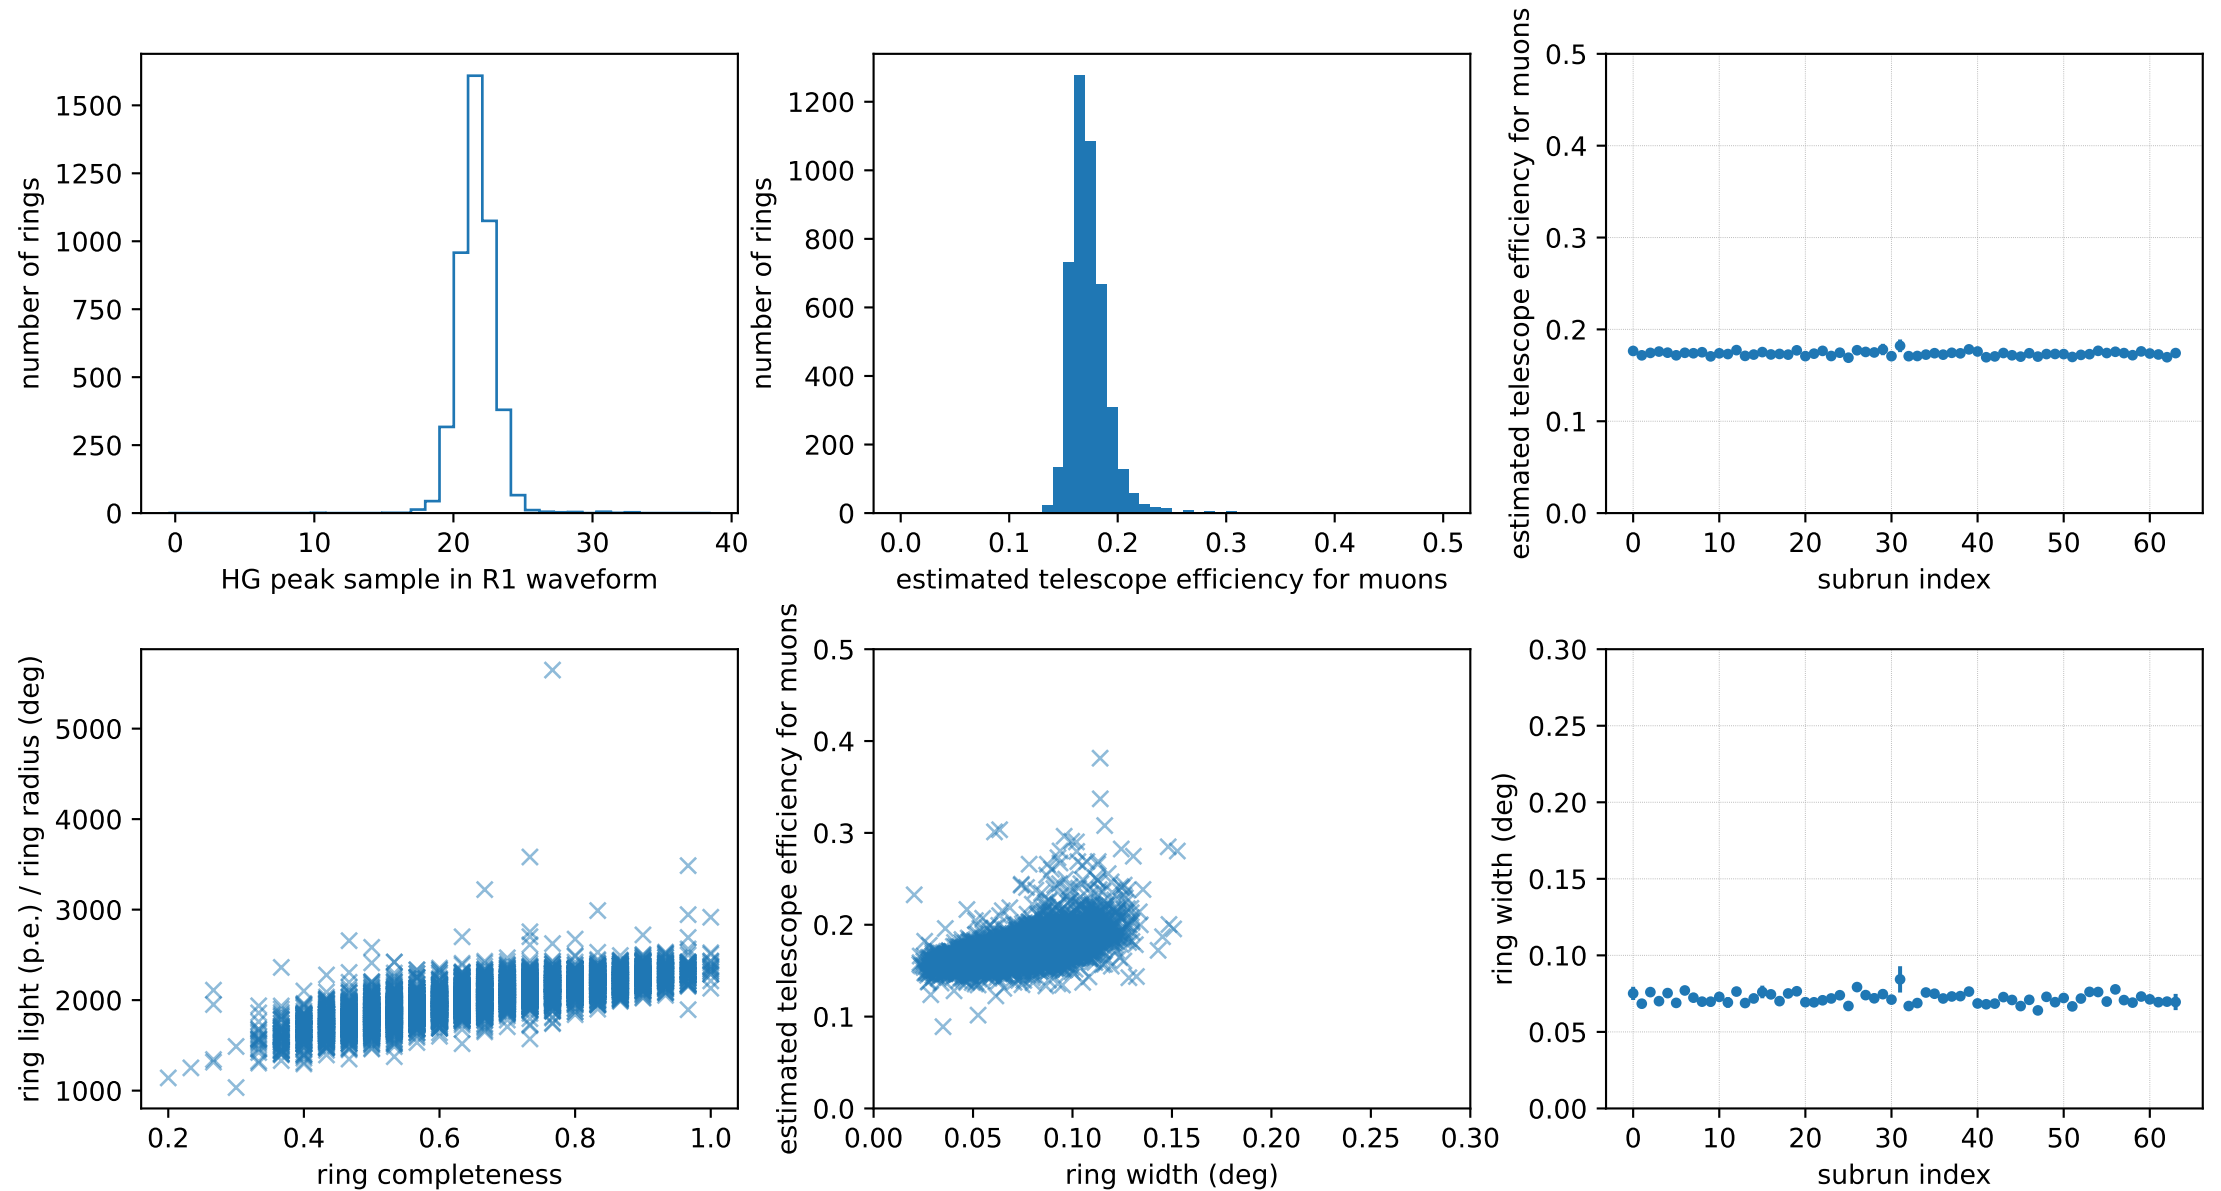 number of rings
1500
1250
1000
750
500
250
0
0 10 20 30 40
HG peak sample in R1 waveform
number of rings
1200
1000
800
600
400
200
0
0.0 0.1 0.2 0.3 0.4 0.5
estimated telescope efficiency for muons
estimated telescope efficiency for muons
0.5
0.4
0.3
0.2
0.1
0.0
0 10 20 30 40 50 60
subrun index
ring light (p.e.) / ring radius (deg)
5000
4000
3000
2000
1000
0.2 0.4 0.6 0.8 1.0
ring completeness
estimated telescope efficiency for muons
0.5
0.4
0.3
0.2
0.1
0.0
0.00 0.05 0.10 0.15 0.20 0.25 0.30
ring width (deg)
ring width (deg)
0.30
0.25
0.20
0.15
0.10
0.05
0.00
0 10 20 30 40 50 60
subrun index